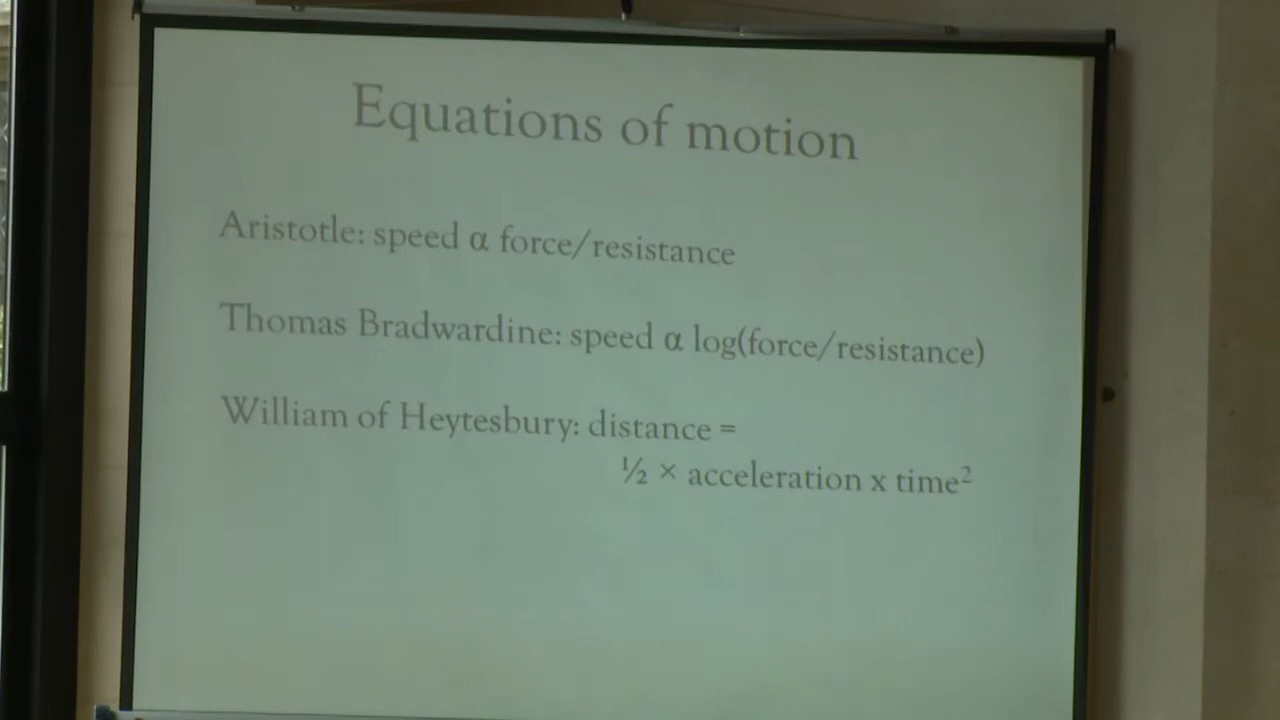 Equations of motion
Aristotle: speed α force/resistance
Thomas Bradwardine: speed α log(force/resistance)
William of Heytesbury: distance =
½ × acceleration x time²